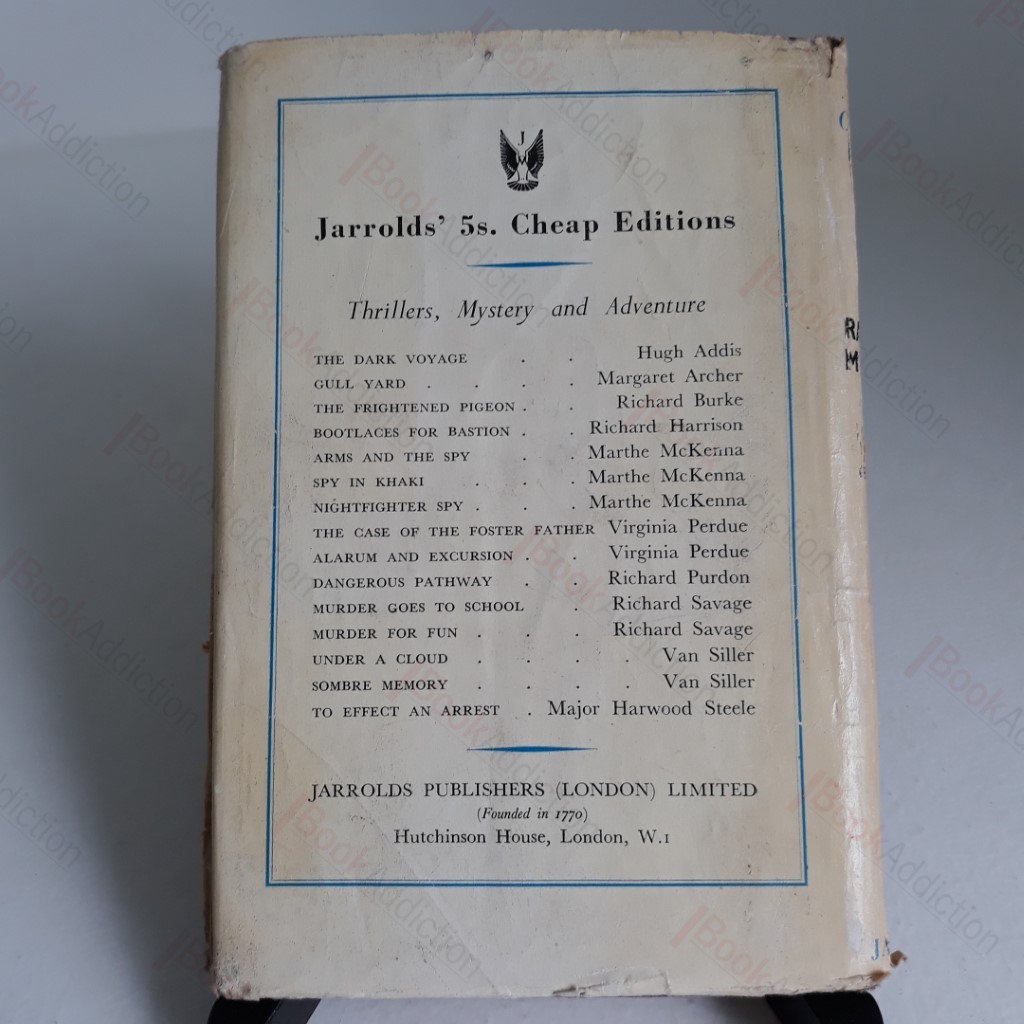 J
Jarrolds' 5s. Cheap Editions
Thrillers, Mystery and Adventure
THE DARK VOYAGE . . Hugh Addis
GULL YARD . . . . Margaret Archer
THE FRIGHTENED PIGEON . . Richard Burke
BOOTLACES FOR BASTION . . Richard Harrison
ARMS AND THE SPY . . Marthe McKenna
SPY IN KHAKI . . . Marthe McKenna
NIGHTFIGHTER SPY . . . Marthe McKenna
THE CASE OF THE FOSTER FATHER Virginia Perdue
ALARUM AND EXCURSION . . Virginia Perdue
DANGEROUS PATHWAY . . Richard Purdon
MURDER GOES TO SCHOOL . Richard Savage
MURDER FOR FUN . . . Richard Savage
UNDER A CLOUD . . . . Van Siller
SOMBRE MEMORY . . . . Van Siller
TO EFFECT AN ARREST . Major Harwood Steele
JARROLDS PUBLISHERS (LONDON) LIMITED
(Founded in 1770)
Hutchinson House, London, W.1
BookAddiction